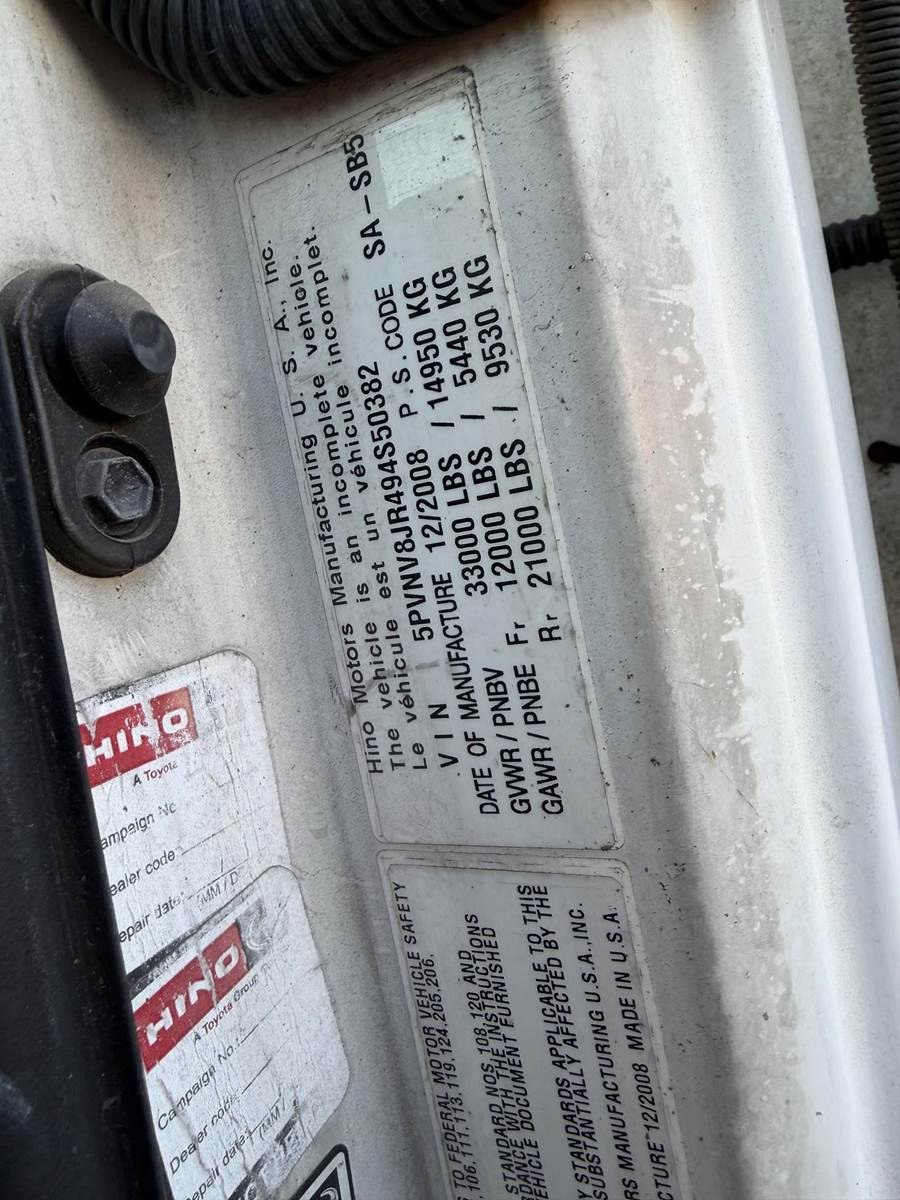 Hino Motors Manufacturing U. S. A., Inc.
The vehicle is an incomplete vehicle.
Le véhicule est un véhicule incomplet.
V I N 5PVNV8JR494S50382
DATE OF MANUFACTURE 12/2008 P.S. CODE SA-SB5
GVWR / PNBV 33000 LBS / 14950 KG
GAWR / PNBE Fr 12000 LBS / 5440 KG
Rr 21000 LBS / 9530 KG
TO FEDERAL MOTOR VEHICLE SAFETY
106.111.113.119.124.205.206.
STANDARD NOS.108,120 AND
WITH THE INSTRUCTIONS
VEHICLE DOCUMENT FURNISHED
STANDARDS APPLICABLE TO THIS
SUBSTANTIALLY AFFECTED BY THE
MANUFACTURING U.S.A.,INC.
12/2008 MADE IN U.S.A.
HINO
A Toyota
ampaign No
ealer code
epair date (MM / D
HINO
A Toyota Group
Campaign No.:
Dealer code
epair date (MM /